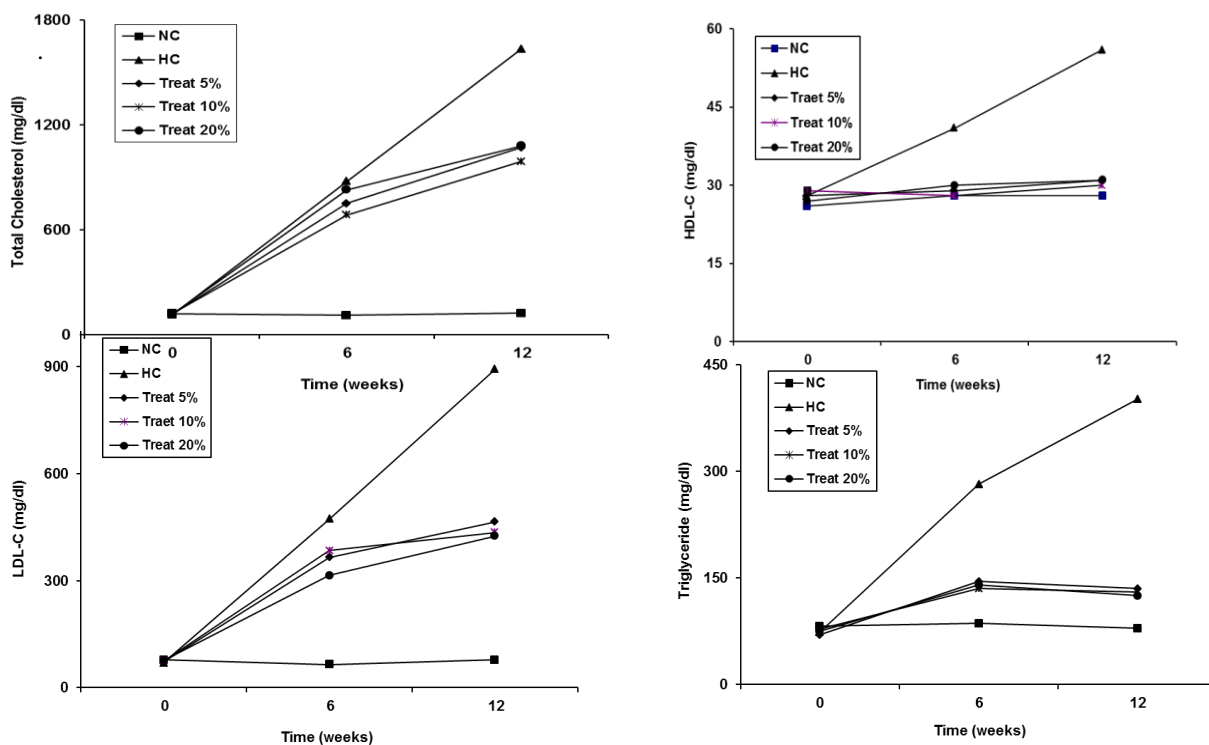 1800
1200
600
0
Total Cholesterol (mg/dl)
NC
HC
Treat 5%
Treat 10%
Treat 20%
0
6
12
Time (weeks)
60
45
30
15
0
HDL-C (mg/dl)
NC
HC
Traet 5%
Treat 10%
Treat 20%
0
6
12
Time (weeks)
900
600
300
0
LDL-C (mg/dl)
NC
HC
Treat 5%
Traet 10%
Treat 20%
0
6
12
Time (weeks)
450
300
150
0
Triglyceride (mg/dl)
NC
HC
Treat 5%
Treat 10%
Treat 20%
0
6
12
Time (weeks)